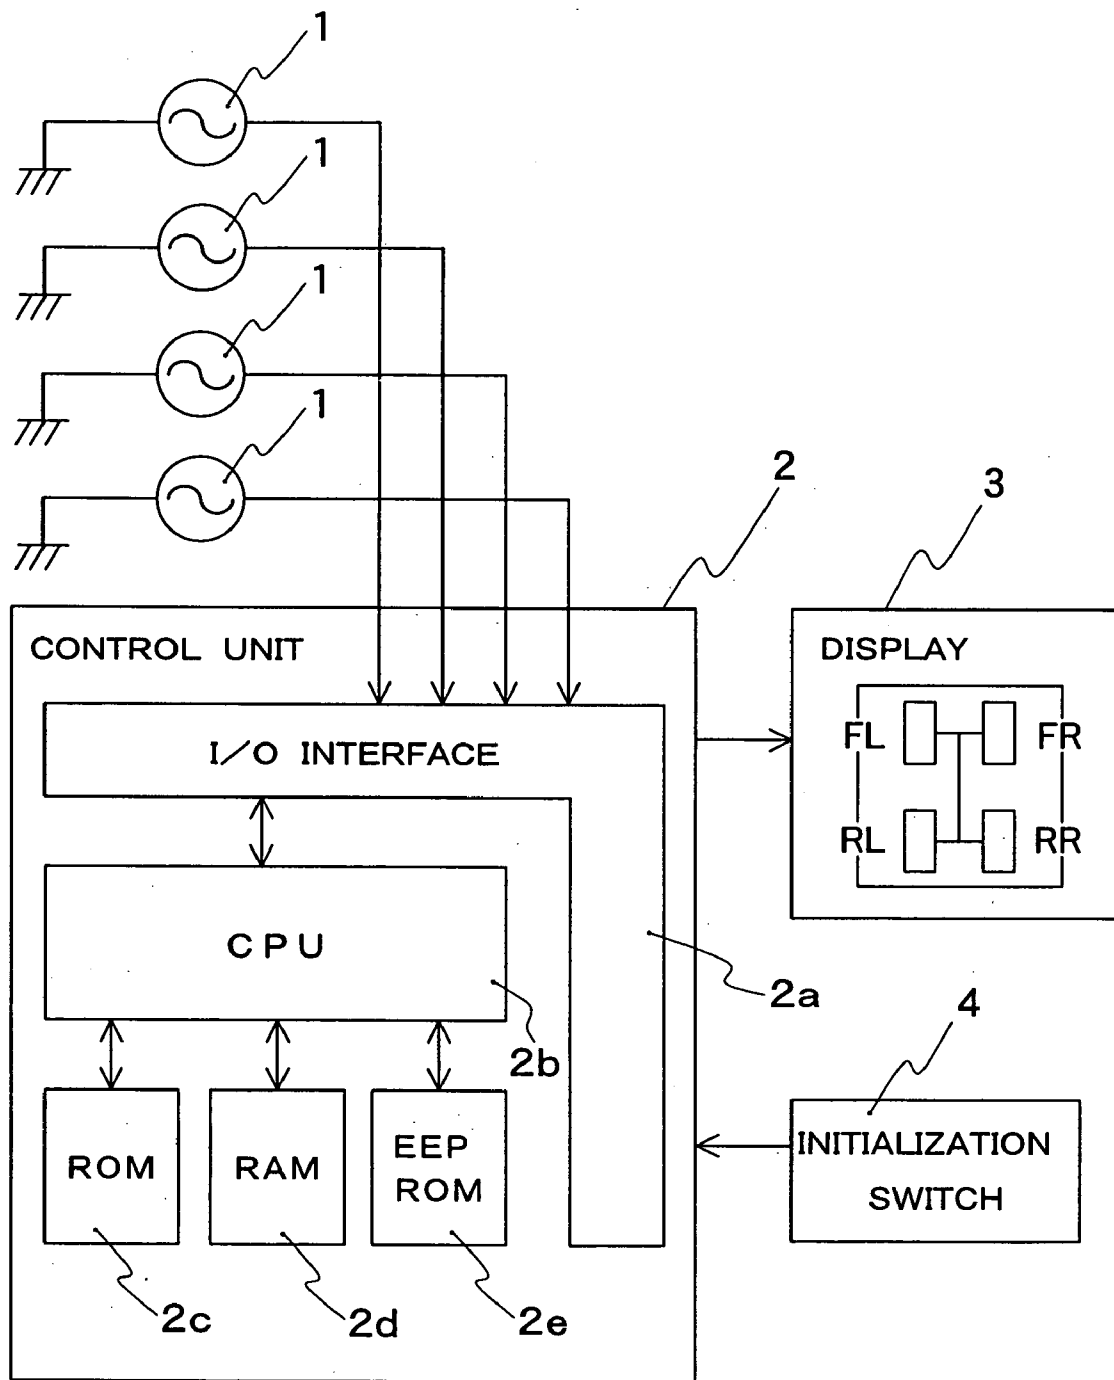 1
1
1
1
2
3
CONTROL UNIT
DISPLAY
I/O INTERFACE
FL
FR
RL
RR
CPU
2a
2b
4
ROM
RAM
EEP
ROM
INITIALIZATION
SWITCH
2c
2d
2e